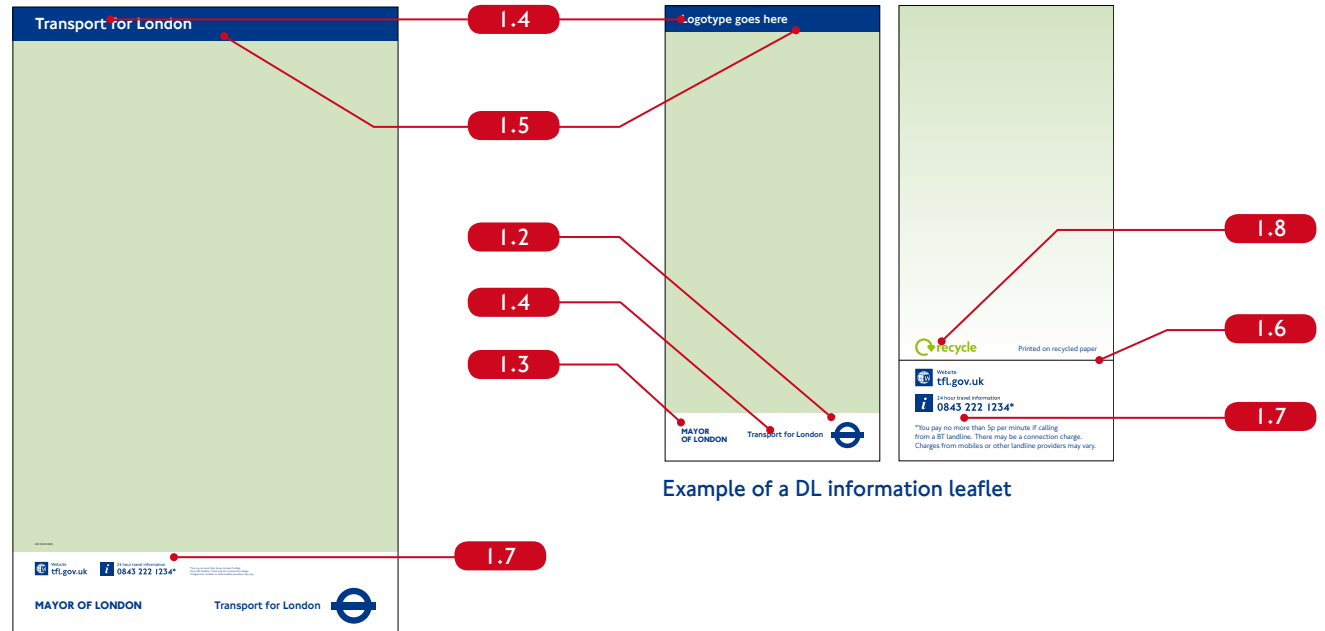 Transport for London
Website
tfl.gov.uk
24 hour travel information
0843 222 1234*
MAYOR OF LONDON
Transport for London
1.4
1.5
1.2
1.4
1.3
1.7
Logotype goes here
MAYOR
OF LONDON
Transport for London
Example of a DL information leaflet
recycle
Printed on recycled paper
Website
tfl.gov.uk
24 hour travel information
0843 222 1234*
*You pay no more than 5p per minute if calling
from a BT landline. There may be a connection charge.
Charges from mobiles or other landline providers may vary.
1.8
1.6
1.7